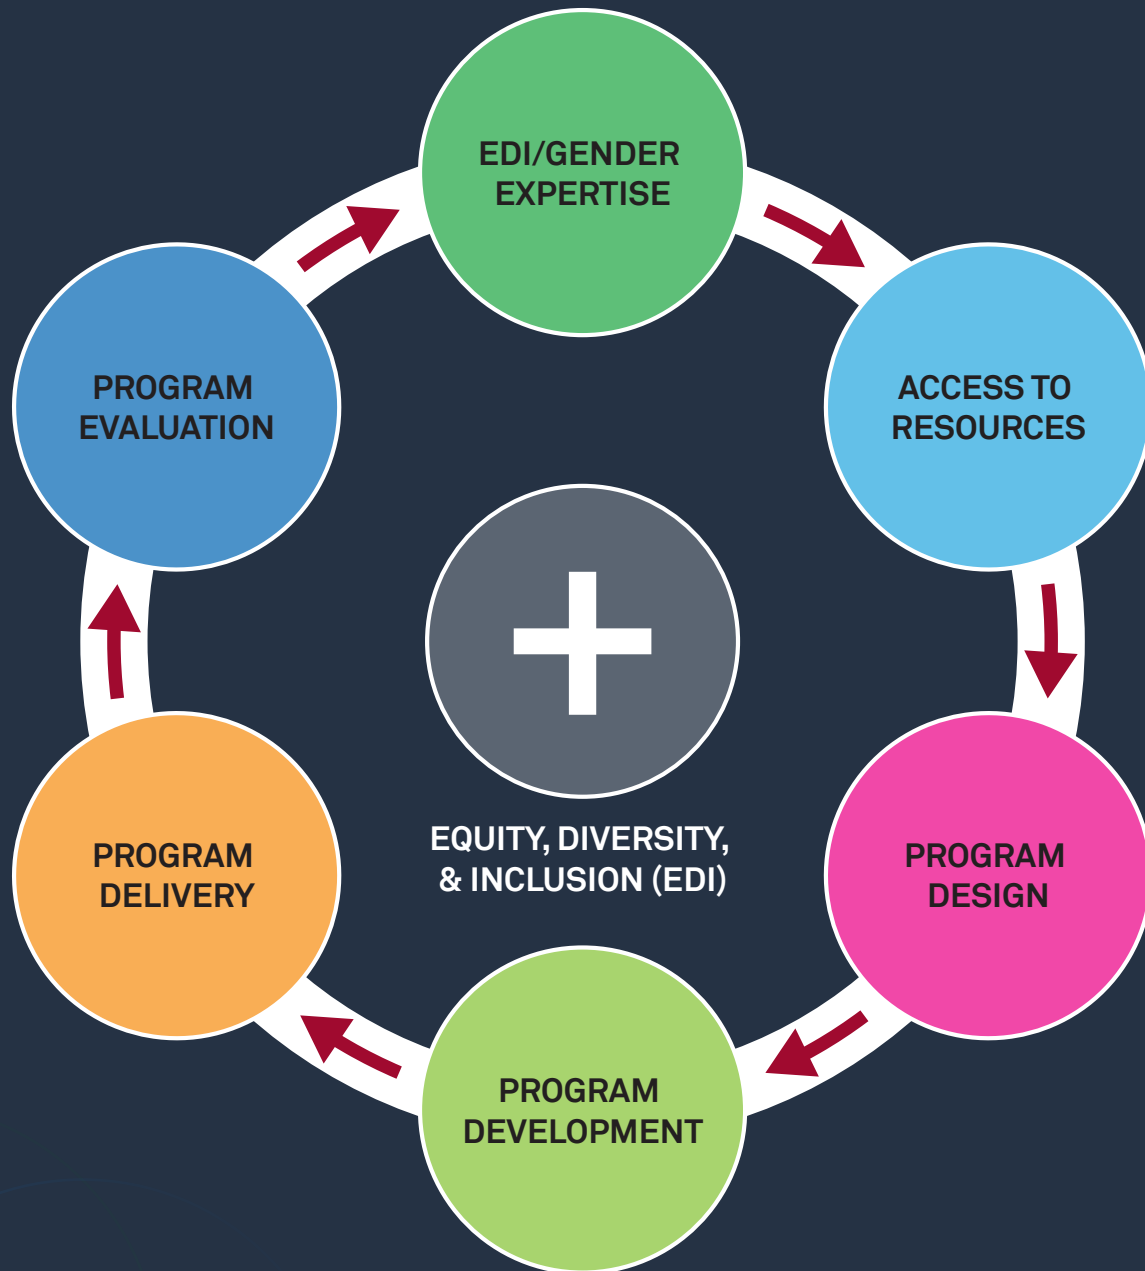 EDI/GENDER
EXPERTISE
ACCESS TO
RESOURCES
PROGRAM
DESIGN
PROGRAM
DEVELOPMENT
PROGRAM
DELIVERY
PROGRAM
EVALUATION
EQUITY, DIVERSITY,
& INCLUSION (EDI)